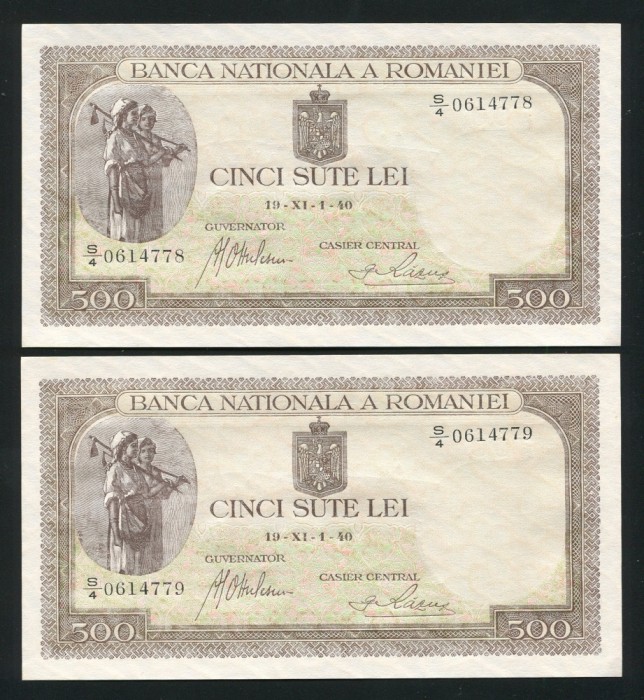 BANCA NATIONALA A ROMANIEI
S/4 0614778
CINCI SUTE LEI
19-XI-1-40
GUVERNATOR
CASIER CENTRAL
S/4 0614778
500
500
BANCA NATIONALA A ROMANIEI
S/4 0614779
CINCI SUTE LEI
19-XI-1-40
GUVERNATOR
CASIER CENTRAL
S/4 0614779
500
500